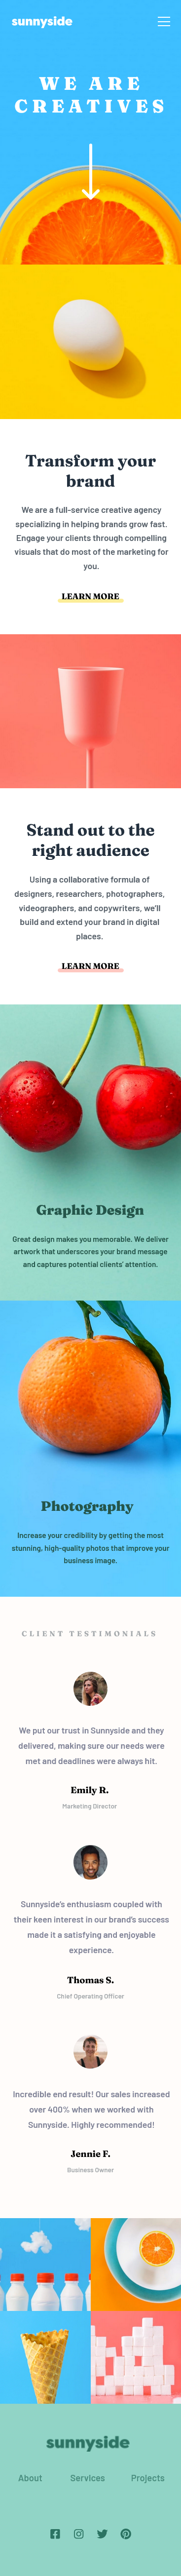 sunnyside
WE ARE
CREATIVES
Transform your
brand
We are a full-service creative agency
specializing in helping brands grow fast.
Engage your clients through compelling
visuals that do most of the marketing for
you.
LEARN MORE
Stand out to the
right audience
Using a collaborative formula of
designers, researchers, photographers,
videographers, and copywriters, we'll
build and extend your brand in digital
places.
LEARN MORE
Graphic Design
Great design makes you memorable. We deliver
artwork that underscores your brand message
and captures potential clients' attention.
Photography
Increase your credibility by getting the most
stunning, high-quality photos that improve your
business image.
CLIENT TESTIMONIALS
We put our trust in Sunnyside and they
delivered, making sure our needs were
met and deadlines were always hit.
Emily R.
Marketing Director
Sunnyside's enthusiasm coupled with
their keen interest in our brand's success
made it a satisfying and enjoyable
experience.
Thomas S.
Chief Operating Officer
Incredible end result! Our sales increased
over 400% when we worked with
Sunnyside. Highly recommended!
Jennie F.
Business Owner
sunnyside
About Services Projects